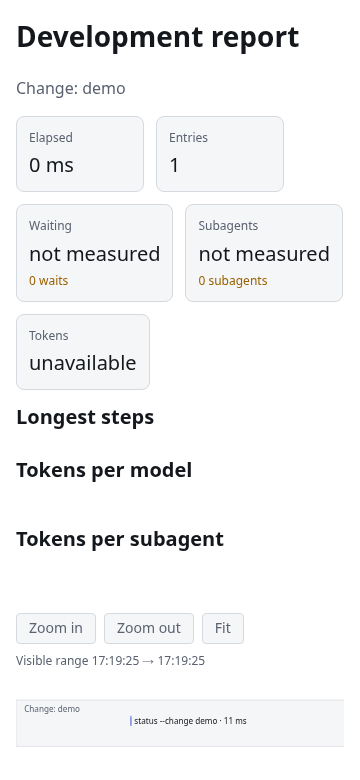 Development report
Change: demo
Elapsed
0 ms
Entries
1
Waiting
not measured
0 waits
Subagents
not measured
0 subagents
Tokens
unavailable
Longest steps
Tokens per model
Tokens per subagent
Zoom in
Zoom out
Fit
Visible range 17:19:25 → 17:19:25
Change: demo
status --change demo · 11 ms